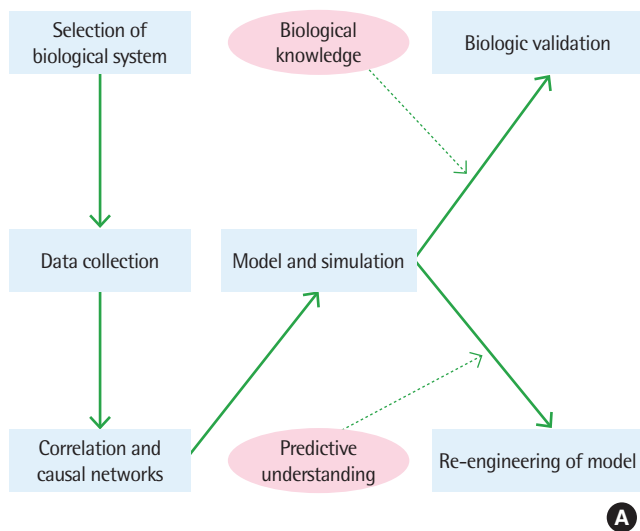 Selection of
biological system
Biological
knowledge
Biologic validation
Data collection
Model and simulation
Correlation and
causal networks
Predictive
understanding
Re-engineering of model
A